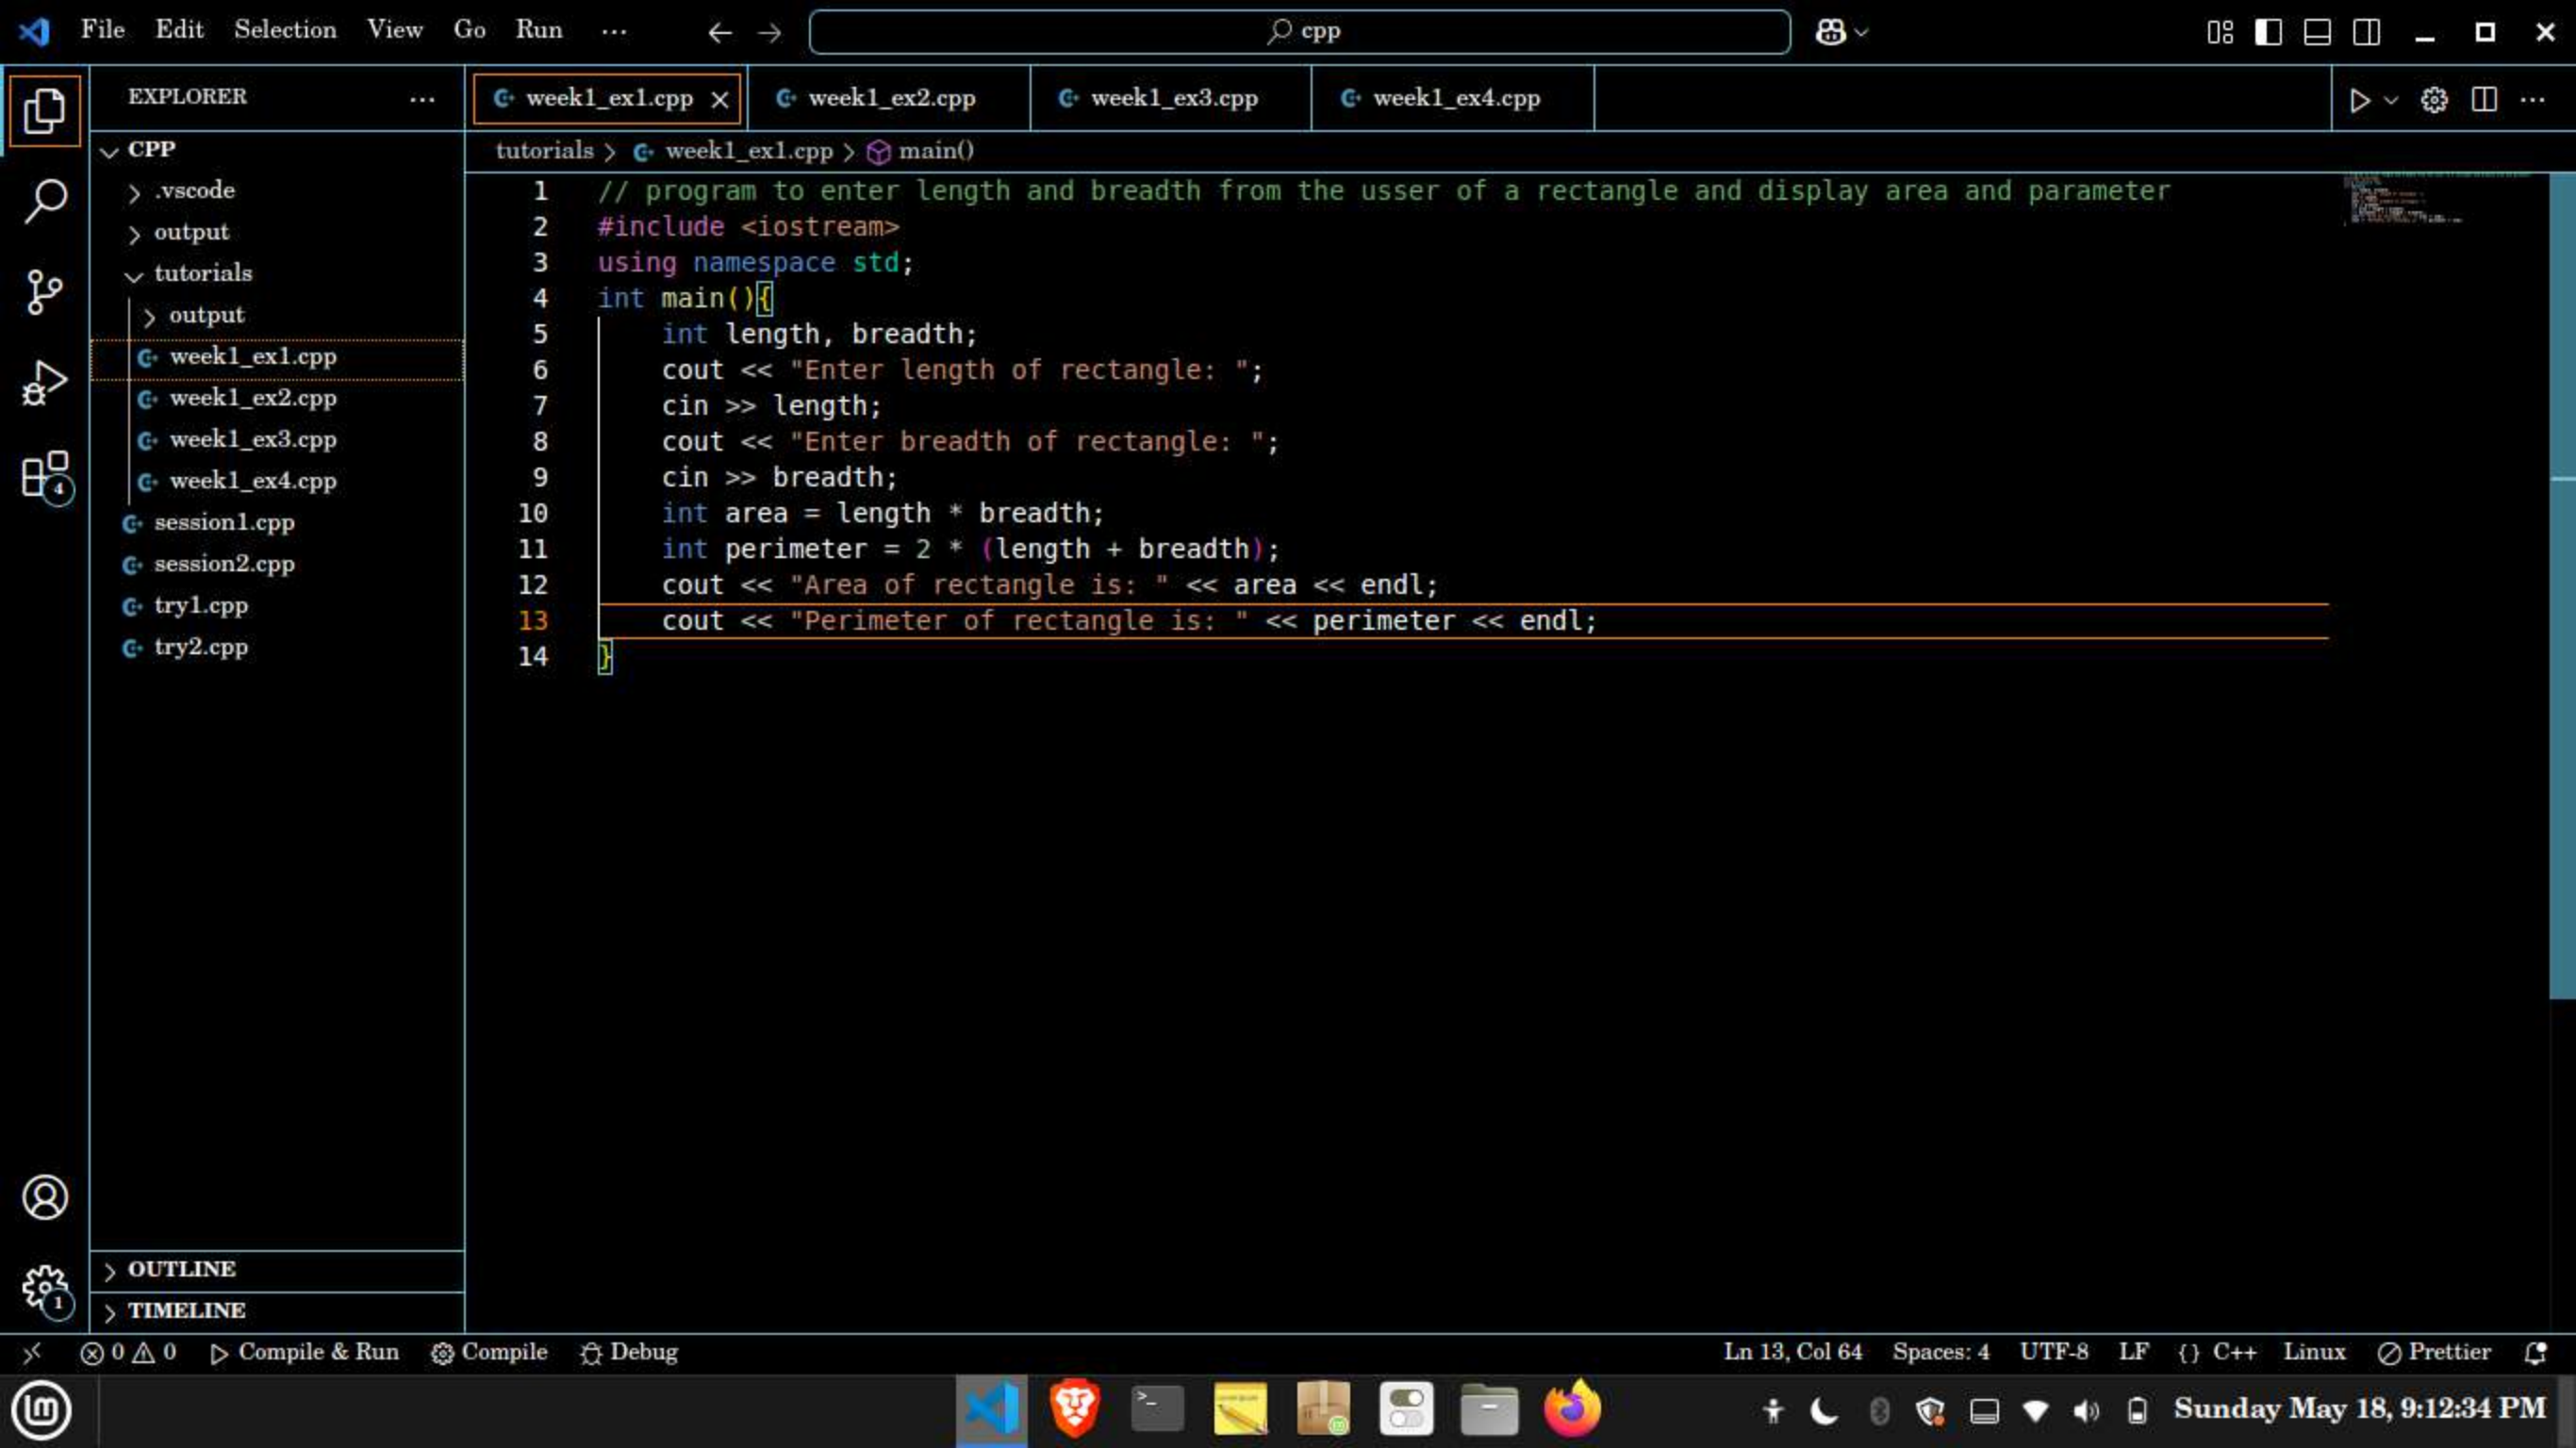 File Edit Selection View Go Run ... cpp
EXPLORER ...
week1_ex1.cpp week1_ex2.cpp week1_ex3.cpp week1_ex4.cpp
CPP
.vscode
output
tutorials
output
week1_ex1.cpp
week1_ex2.cpp
week1_ex3.cpp
week1_ex4.cpp
session1.cpp
session2.cpp
try1.cpp
try2.cpp
4
tutorials > week1_ex1.cpp > main()
1 // program to enter length and breadth from the usser of a rectangle and display area and parameter
2 #include <iostream>
3 using namespace std;
4 int main(){
5 int length, breadth;
6 cout << "Enter length of rectangle: ";
7 cin >> length;
8 cout << "Enter breadth of rectangle: ";
9 cin >> breadth;
10 int area = length * breadth;
11 int perimeter = 2 * (length + breadth);
12 cout << "Area of rectangle is: " << area << endl;
13 cout << "Perimeter of rectangle is: " << perimeter << endl;
14 }
OUTLINE
TIMELINE
1
0 0 Compile & Run Compile Debug Ln 13, Col 64 Spaces: 4 UTF-8 LF {} C++ Linux Prettier
Sunday May 18, 9:12:34 PM